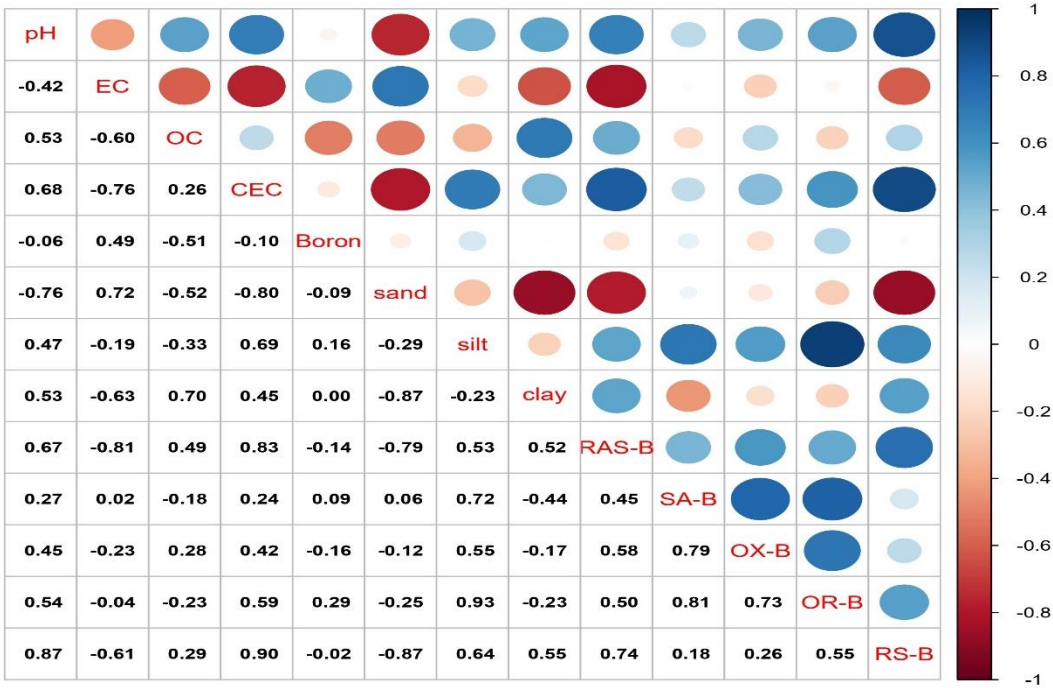 pH
-0.42 EC
0.53 -0.60 OC
0.68 -0.76 0.26 CEC
-0.06 0.49 -0.51 -0.10 Boron
-0.76 0.72 -0.52 -0.80 -0.09 sand
0.47 -0.19 -0.33 0.69 0.16 -0.29 silt
0.53 -0.63 0.70 0.45 0.00 -0.87 -0.23 clay
0.67 -0.81 0.49 0.83 -0.14 -0.79 0.53 0.52 RAS-B
0.27 0.02 -0.18 0.24 0.09 0.06 0.72 -0.44 0.45 SA-B
0.45 -0.23 0.28 0.42 -0.16 -0.12 0.55 -0.17 0.58 0.79 OX-B
0.54 -0.04 -0.23 0.59 0.29 -0.25 0.93 -0.23 0.50 0.81 0.73 OR-B
0.87 -0.61 0.29 0.90 -0.02 -0.87 0.64 0.55 0.74 0.18 0.26 0.55 RS-B
1
0.8
0.6
0.4
0.2
0
-0.2
-0.4
-0.6
-0.8
-1